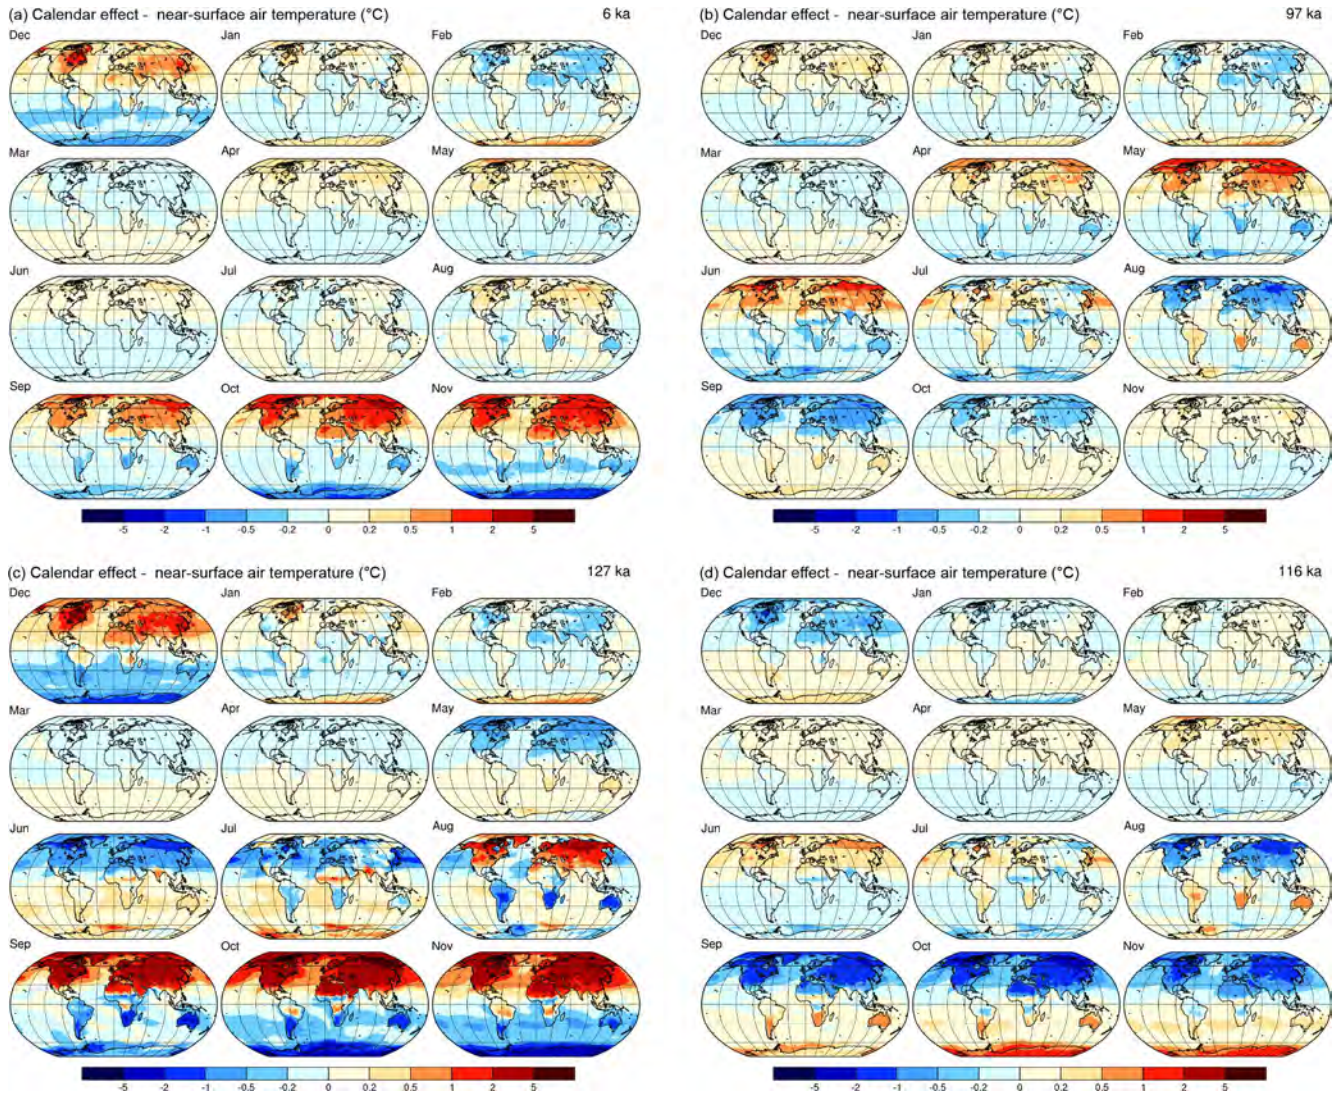 (a) Calendar effect - near-surface air temperature (°C) 6 ka
Dec Jan Feb
Mar Apr May
Jun Jul Aug
Sep Oct Nov
-5 -2 -1 -0.5 -0.2 0 0.2 0.5 1 2 5
(b) Calendar effect - near-surface air temperature (°C) 97 ka
Dec Jan Feb
Mar Apr May
Jun Jul Aug
Sep Oct Nov
-5 -2 -1 -0.5 -0.2 0 0.2 0.5 1 2 5
(c) Calendar effect - near-surface air temperature (°C) 127 ka
Dec Jan Feb
Mar Apr May
Jun Jul Aug
Sep Oct Nov
-5 -2 -1 -0.5 -0.2 0 0.2 0.5 1 2 5
(d) Calendar effect - near-surface air temperature (°C) 116 ka
Dec Jan Feb
Mar Apr May
Jun Jul Aug
Sep Oct Nov
-5 -2 -1 -0.5 -0.2 0 0.2 0.5 1 2 5